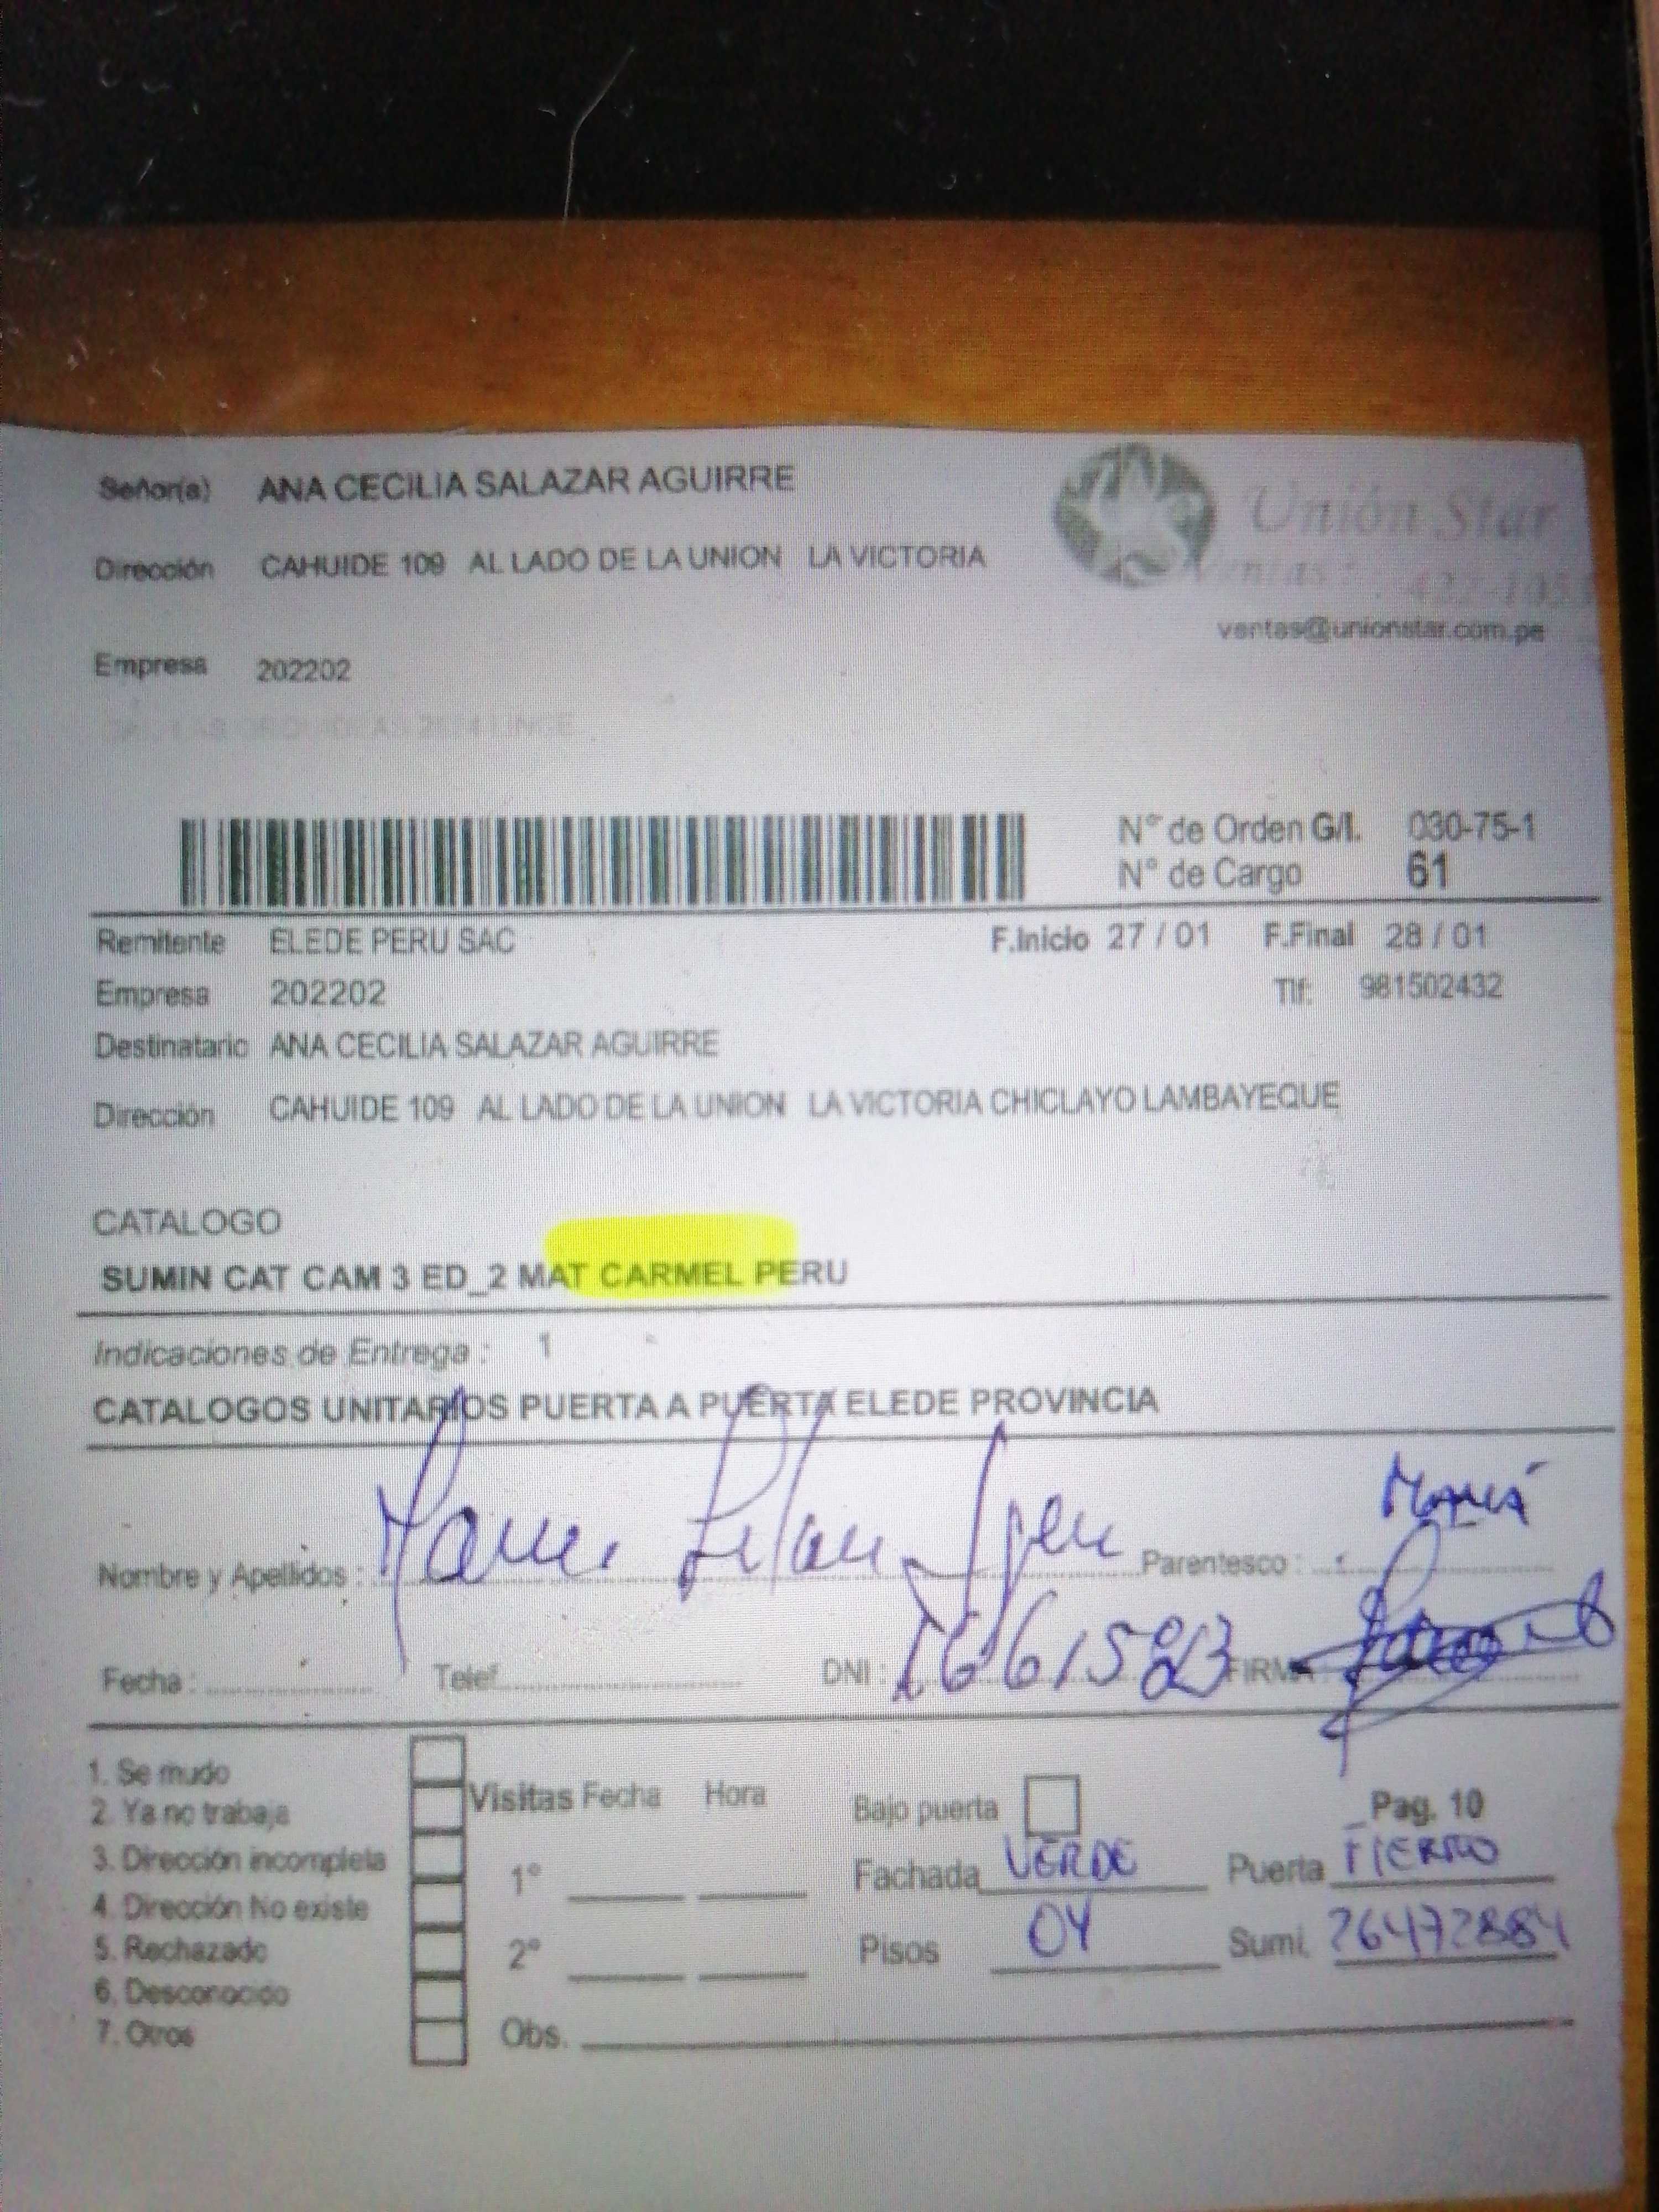 Señor(a) ANA CECILIA SALAZAR AGUIRRE
Unión Star
Dirección CAHUIDE 109 AL LADO DE LA UNION LA VICTORIA
422-105
ventas@unionstar.com.pe
Empresa 202202
N° de Orden G/I. 030-75-1
N° de Cargo 61
Remitente ELEDE PERU SAC F.Inicio 27 / 01 F.Final 28 / 01
Empresa 202202 Tlf: 981502432
Destinatario ANA CECILIA SALAZAR AGUIRRE
Dirección CAHUIDE 109 AL LADO DE LA UNION LA VICTORIA CHICLAYO LAMBAYEQUE
CATALOGO
SUMIN CAT CAM 3 ED_2 MAT CARMEL PERU
Indicaciones de Entrega : 1
CATALOGOS UNITARIOS PUERTA A PUERTA ELEDE PROVINCIA
Nombre y Apellidos : Parentesco : Mamá
Fecha : Telef. DNI : FIRMA
1. Se mudo
2. Ya no trabaja
3. Dirección incompleta
4. Dirección No existe
5. Rechazado
6. Desconocido
7. Otros
Visitas Fecha Hora
1°
2°
Obs.
Bajo puerta _Pag. 10
Fachada VERDE Puerta FIERRO
Pisos 04 Sumi. 26472884